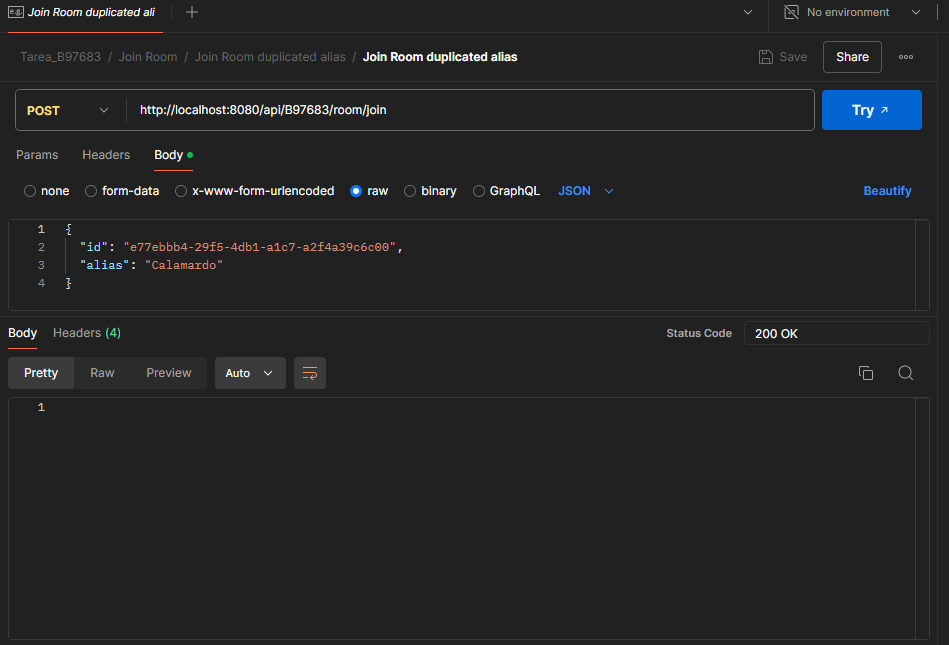 e.g. Join Room duplicated ali
No environment
Tarea_B97683 / Join Room / Join Room duplicated alias / Join Room duplicated alias
Save Share
POST http://localhost:8080/api/B97683/room/join Try
Params Headers Body
none form-data x-www-form-urlencoded raw binary GraphQL JSON Beautify
1 {
2 "id": "e77ebbb4-29f5-4db1-a1c7-a2f4a39c6c00",
3 "alias": "Calamardo"
4 }
Body Headers (4) Status Code 200 OK
Pretty Raw Preview Auto
1